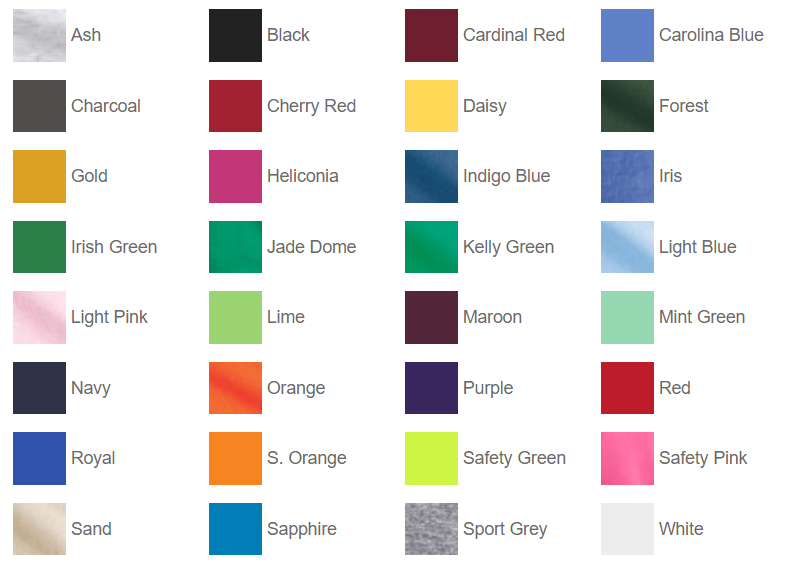 Ash
Black
Cardinal Red
Carolina Blue
Charcoal
Cherry Red
Daisy
Forest
Gold
Heliconia
Indigo Blue
Iris
Irish Green
Jade Dome
Kelly Green
Light Blue
Light Pink
Lime
Maroon
Mint Green
Navy
Orange
Purple
Red
Royal
S. Orange
Safety Green
Safety Pink
Sand
Sapphire
Sport Grey
White